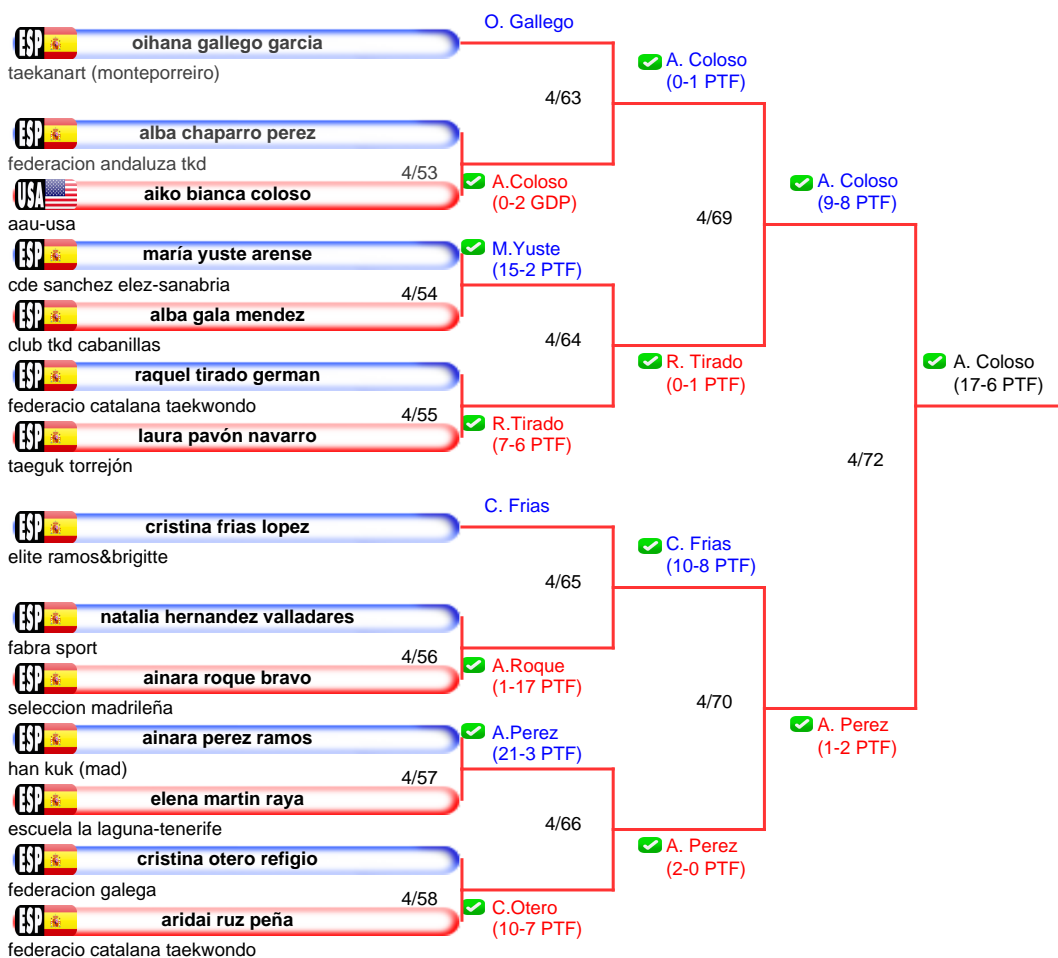 O. Gallego
ESP oihana gallego garcia
taekanart (monteporreiro)
A. Coloso
(0-1 PTF)
4/63
ESP alba chaparro perez
federacion andaluza tkd
4/53
USA aiko bianca coloso
A.Coloso
(0-2 GDP)
aau-usa
A. Coloso
(9-8 PTF)
4/69
ESP maría yuste arense
M.Yuste
(15-2 PTF)
cde sanchez elez-sanabria
4/54
ESP alba gala mendez
club tkd cabanillas
4/64
ESP raquel tirado german
R. Tirado
(0-1 PTF)
federacio catalana taekwondo
4/55
ESP laura pavón navarro
R.Tirado
(7-6 PTF)
taeguk torrejón
A. Coloso
(17-6 PTF)
4/72
C. Frias
ESP cristina frias lopez
elite ramos&brigitte
C. Frias
(10-8 PTF)
4/65
ESP natalia hernandez valladares
fabra sport
4/56
ESP ainara roque bravo
A.Roque
(1-17 PTF)
seleccion madrileña
4/70
A. Perez
(1-2 PTF)
ESP ainara perez ramos
A.Perez
(21-3 PTF)
han kuk (mad)
4/57
ESP elena martin raya
escuela la laguna-tenerife
4/66
ESP cristina otero refigio
A. Perez
(2-0 PTF)
federacion galega
4/58
ESP aridai ruz peña
C.Otero
(10-7 PTF)
federacio catalana taekwondo